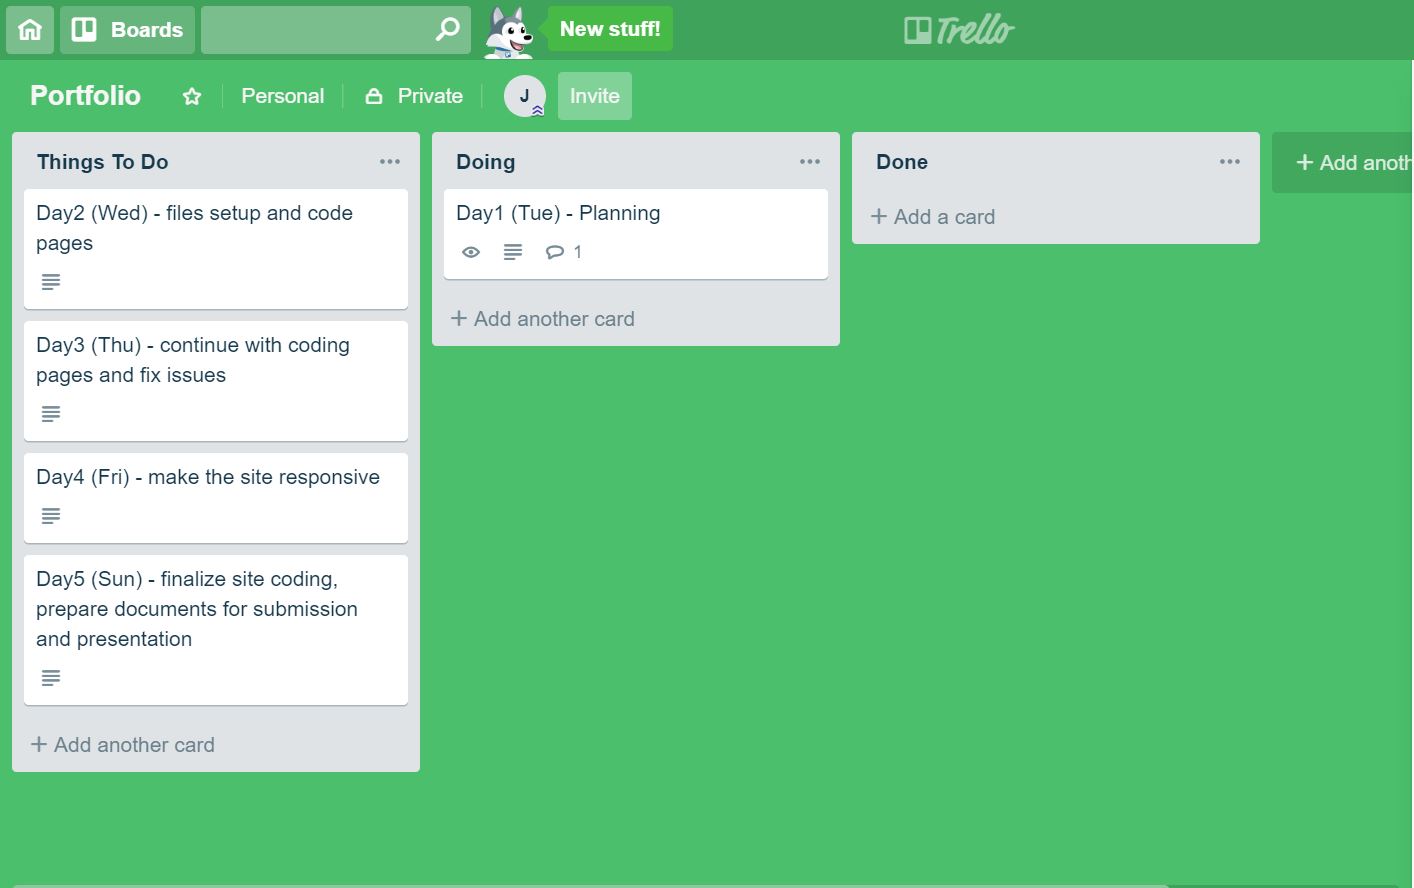 Boards
New stuff!
Trello
Portfolio
Personal
Private
J
Invite
Things To Do
Day2 (Wed) - files setup and code
pages
Day3 (Thu) - continue with coding
pages and fix issues
Day4 (Fri) - make the site responsive
Day5 (Sun) - finalize site coding,
prepare documents for submission
and presentation
+ Add another card
Doing
Day1 (Tue) - Planning
1
+ Add another card
Done
+ Add a card
+ Add anoth